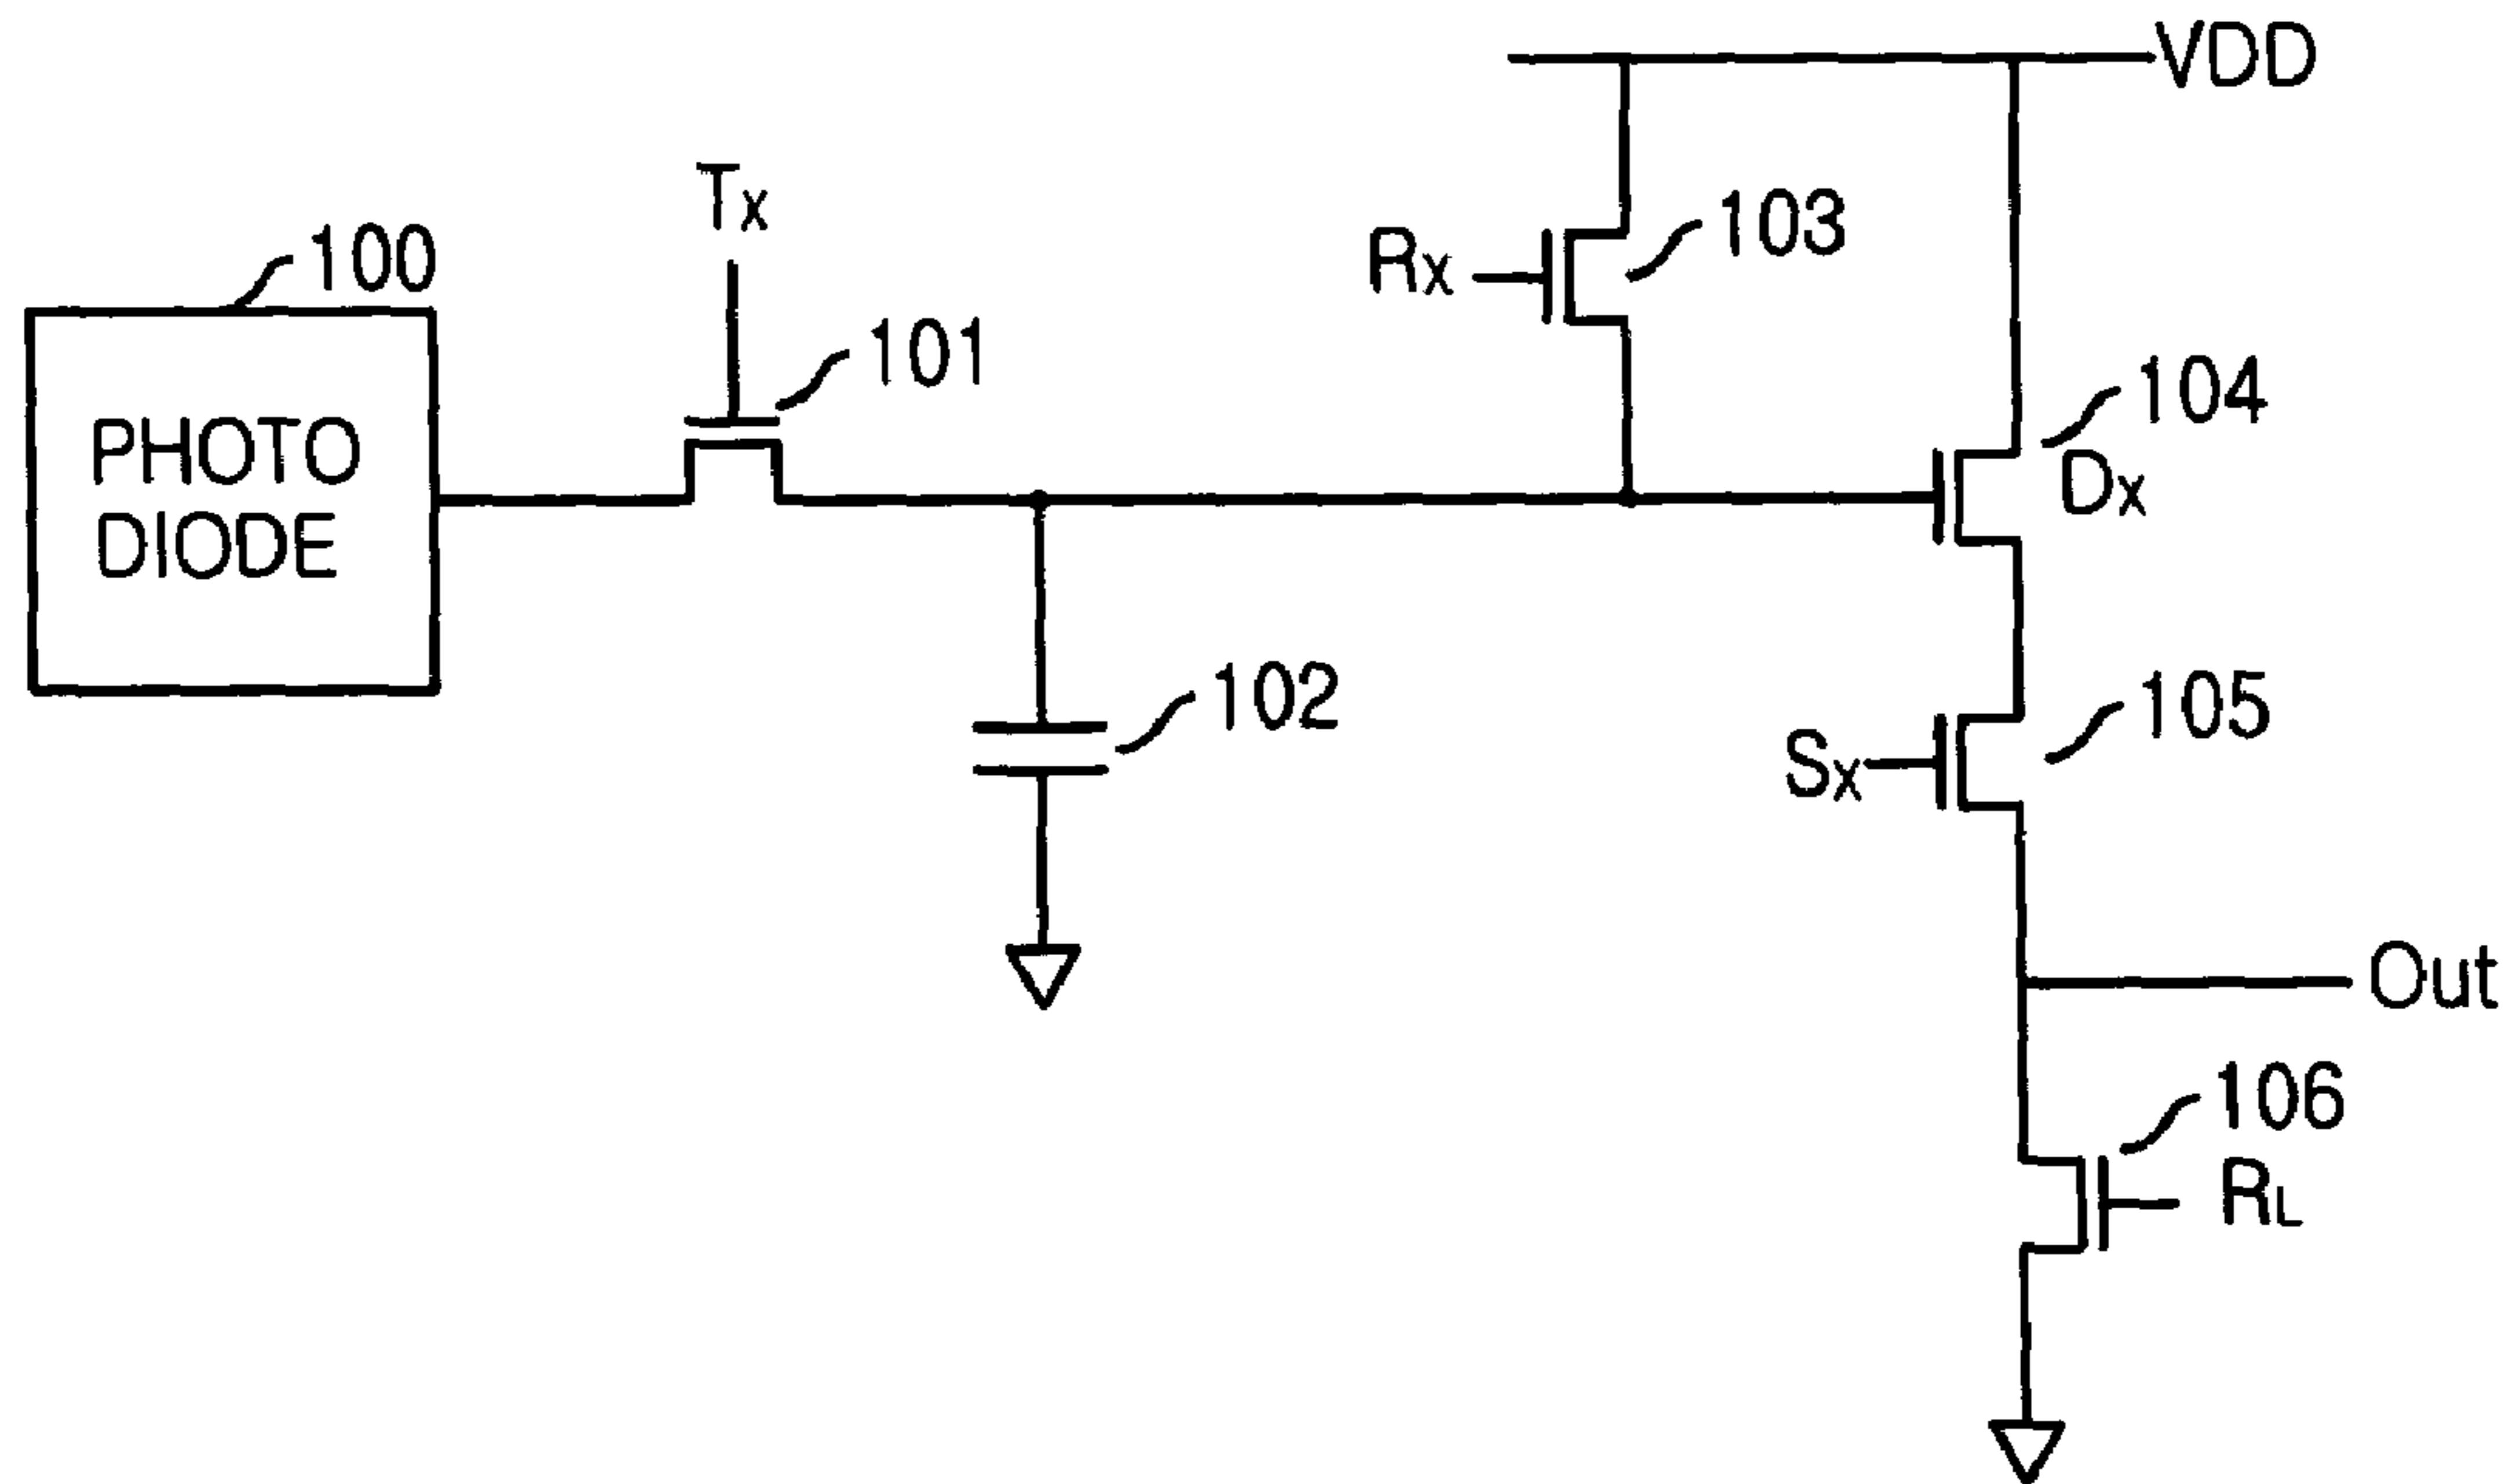 VDD
Tx
103
100
Rx
101
104
PHOTO
DIODE
Dx
102
105
Sx
Out
106
RL